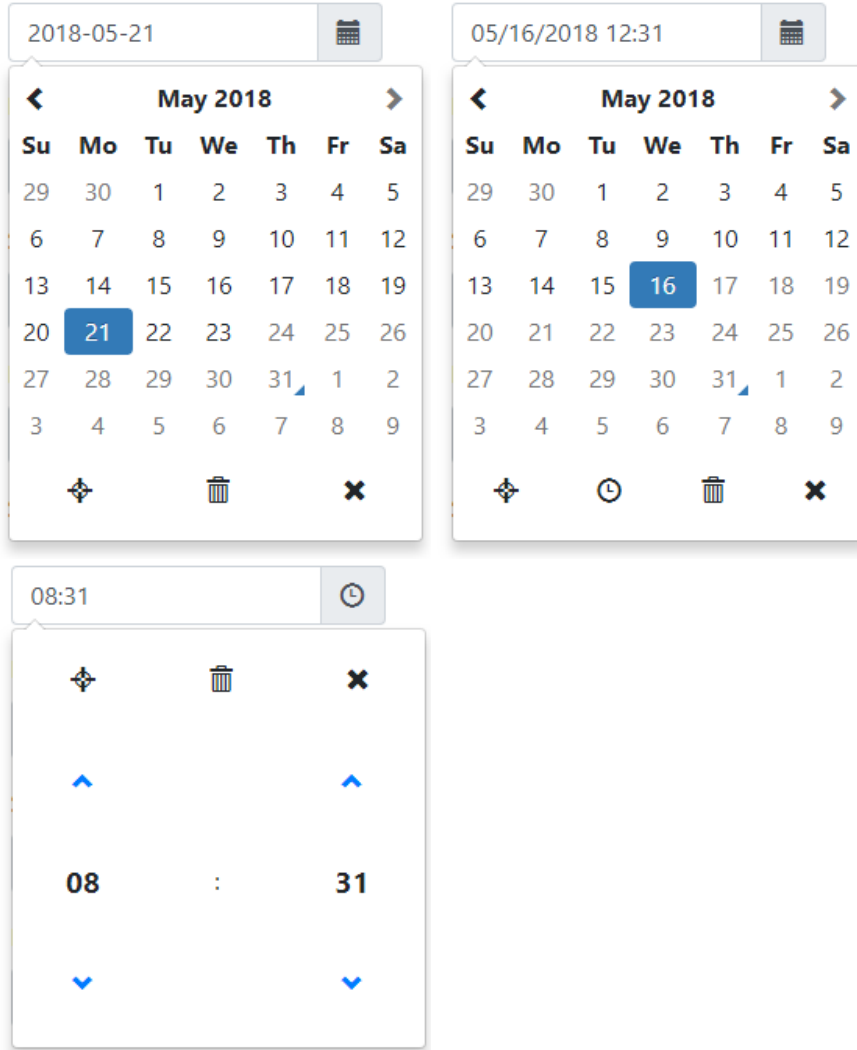 2018-05-21
May 2018
Su Mo Tu We Th Fr Sa
29 30 1 2 3 4 5
6 7 8 9 10 11 12
13 14 15 16 17 18 19
20 21 22 23 24 25 26
27 28 29 30 31 1 2
3 4 5 6 7 8 9
05/16/2018 12:31
May 2018
Su Mo Tu We Th Fr Sa
29 30 1 2 3 4 5
6 7 8 9 10 11 12
13 14 15 16 17 18 19
20 21 22 23 24 25 26
27 28 29 30 31 1 2
3 4 5 6 7 8 9
08:31
08 : 31